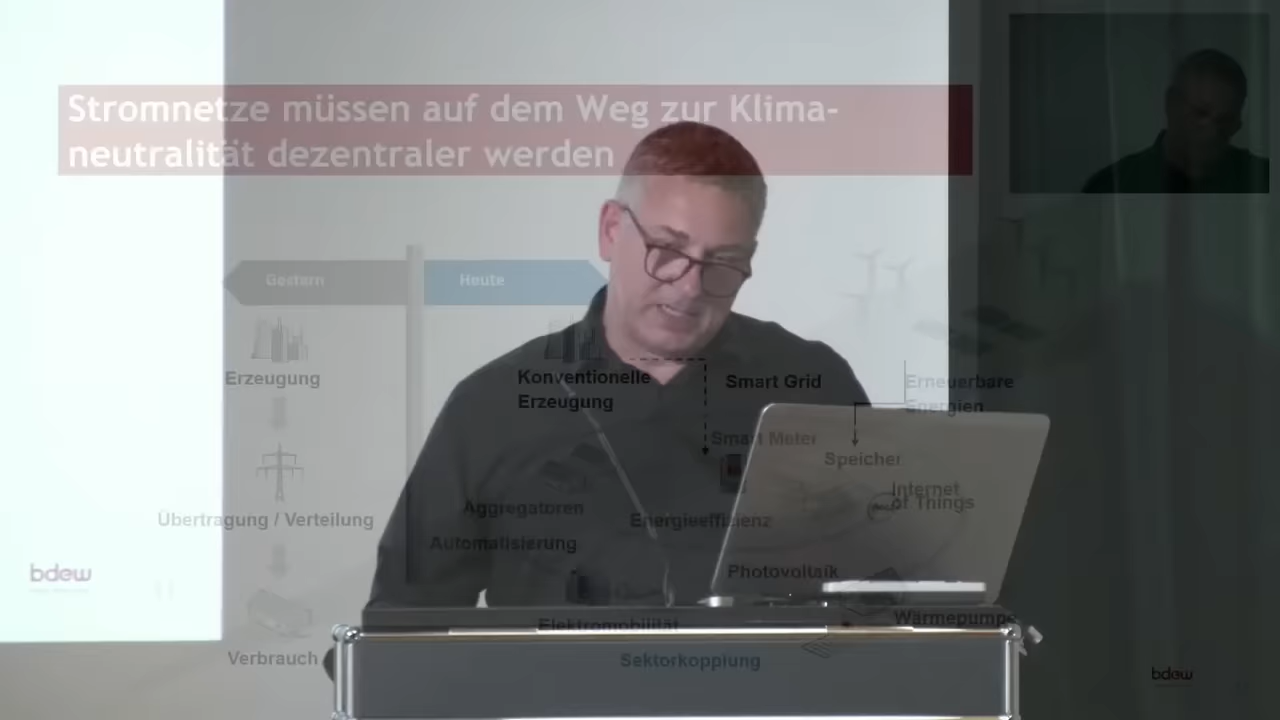 Stromnetze müssen auf dem Weg zur Klima-
neutralität dezentraler werden
Gestern
Heute
Erzeugung
Konventionelle
Erzeugung
Smart Grid
Erneuerbare
Energien
Smart Meter
Speicher
Internet
of Things
Aggregatoren
Übertragung / Verteilung
Energieeffizienz
Automatisierung
Photovoltaik
bdew
Elektromobilität
Wärmepumpe
Verbrauch
Sektorkopplung
bdew